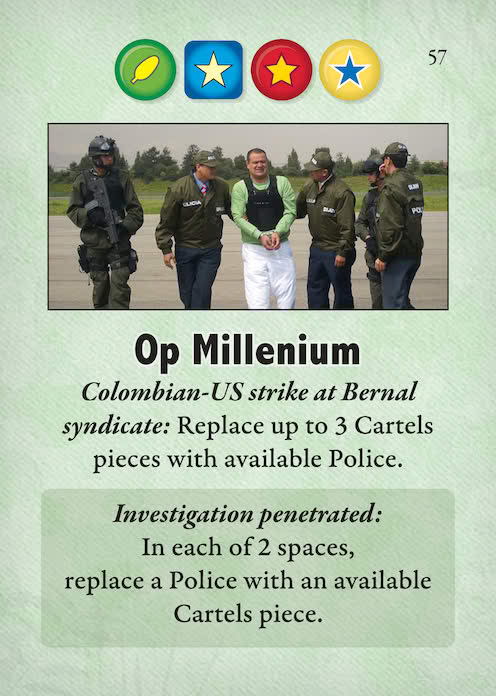 57
Op Millenium
Colombian-US strike at Bernal
syndicate: Replace up to 3 Cartels
pieces with available Police.
Investigation penetrated:
In each of 2 spaces,
replace a Police with an available
Cartels piece.